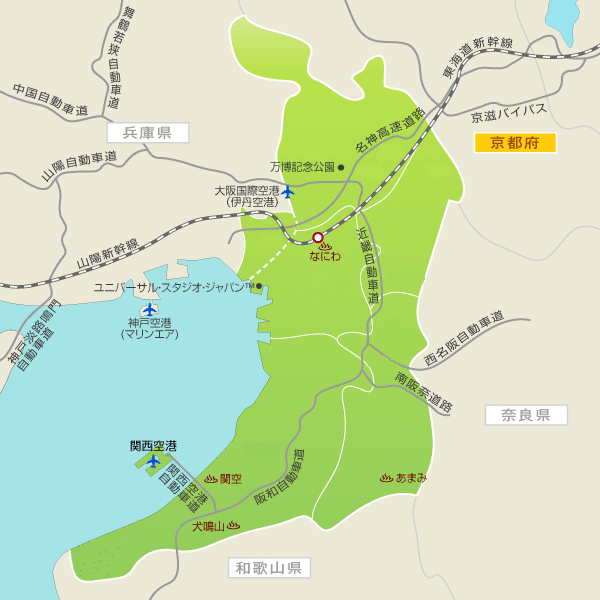 舞鶴若狭自動車道
東海道新幹線
中国自動車道
京滋バイパス
兵庫県
名神高速道路
京都府
山陽自動車道
万博記念公園
大阪国際空港
(伊丹空港)
山陽新幹線
なにわ
近畿自動車道
ユニバーサル・スタジオ・ジャパン™
神戸淡路鳴門
自動車道
神戸空港
(マリンエア)
西名阪自動車道
南阪奈道路
奈良県
関西空港
関西空港
自動車道
関空
阪和自動車道
あまみ
犬鳴山
和歌山県